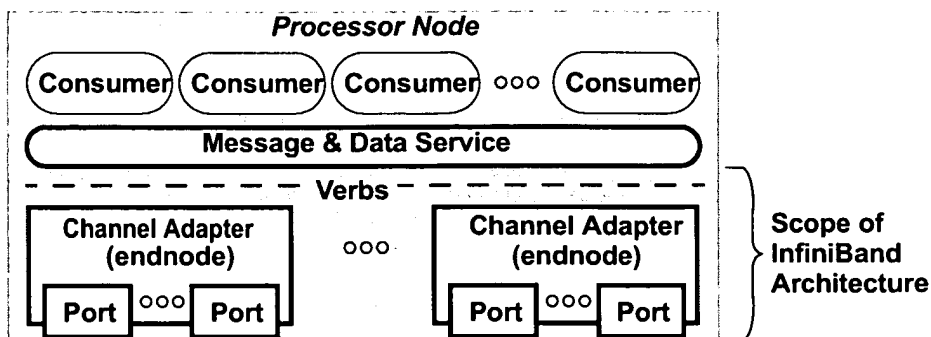 Processor Node
Consumer Consumer Consumer ooo Consumer
Message & Data Service
Verbs
Channel Adapter
(endnode)
ooo
Channel Adapter
(endnode)
Port ooo Port
Port ooo Port
Scope of
InfiniBand
Architecture